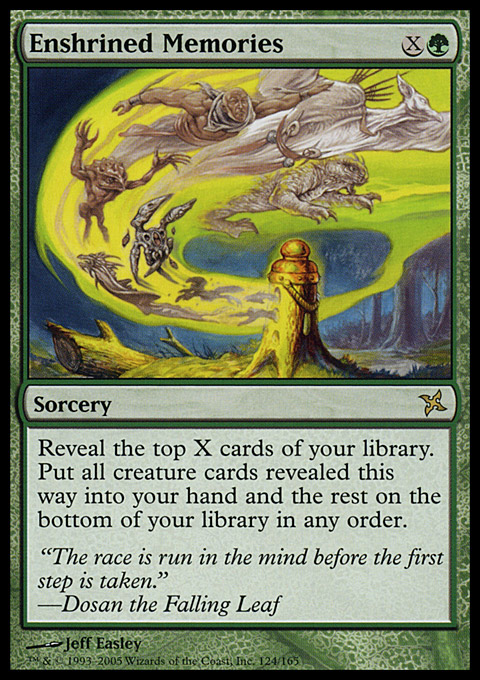 Enshrined Memories X
Sorcery
Reveal the top X cards of your library.
Put all creature cards revealed this
way into your hand and the rest on the
bottom of your library in any order.
“The race is run in the mind before the first
step is taken.”
—Dosan the Falling Leaf
Jeff Easley
™ & © 1993–2005 Wizards of the Coast, Inc. 124/165